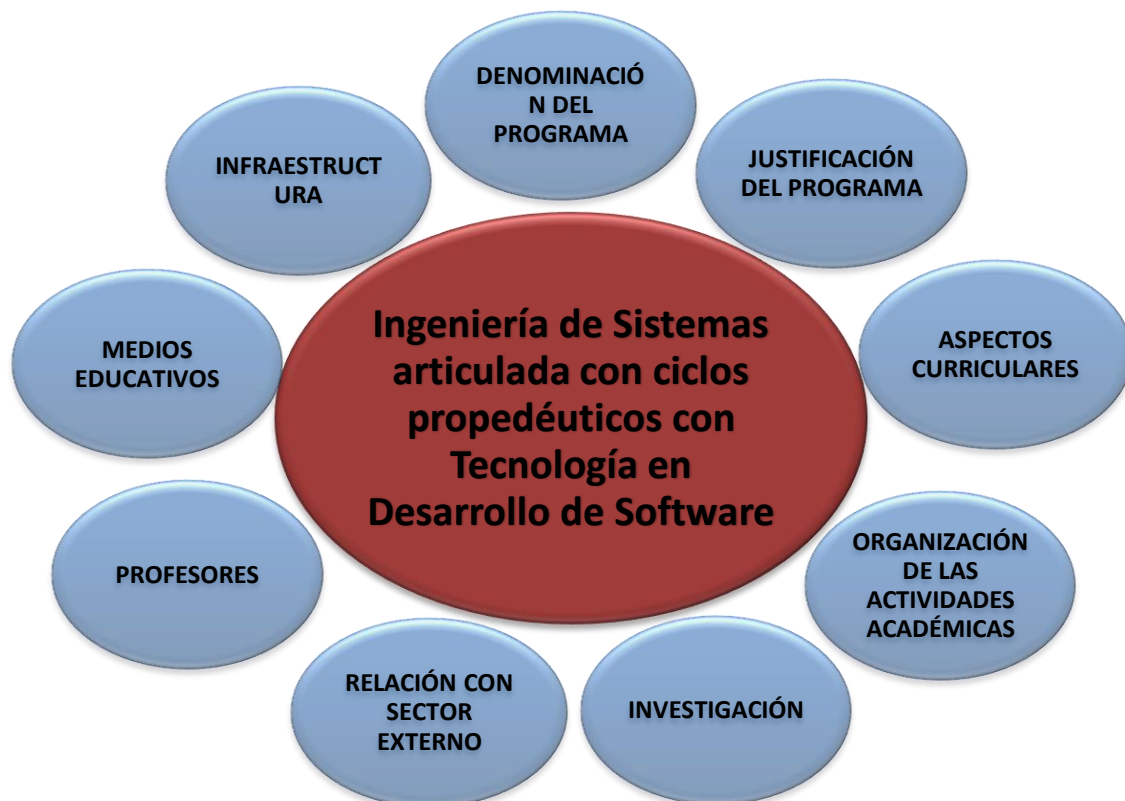 DENOMINACIÓ
N DEL
PROGRAMA
JUSTIFICACIÓN
DEL PROGRAMA
ASPECTOS
CURRICULARES
ORGANIZACIÓN
DE LAS
ACTIVIDADES
ACADÉMICAS
INVESTIGACIÓN
RELACIÓN CON
SECTOR
EXTERNO
PROFESORES
MEDIOS
EDUCATIVOS
INFRAESTRUCT
URA
Ingeniería de Sistemas
articulada con ciclos
propedéuticos con
Tecnología en
Desarrollo de Software